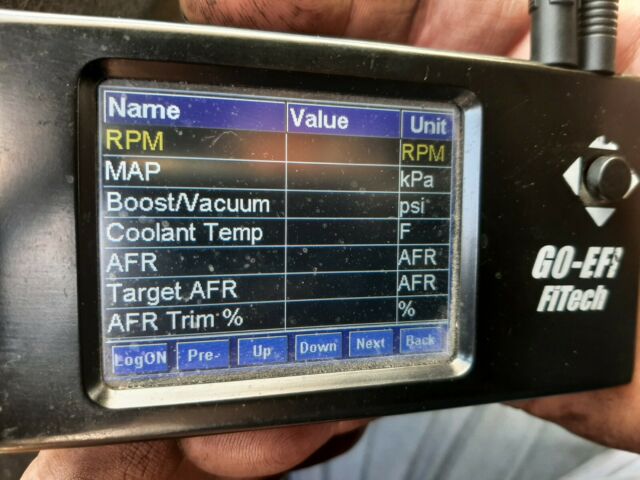 Name Value Unit
RPM RPM
MAP kPa
Boost/Vacuum psi
Coolant Temp F
AFR AFR
Target AFR AFR
AFR Trim % %
LogON Pre- Up Down Next Back
GO-EFI
FiTech